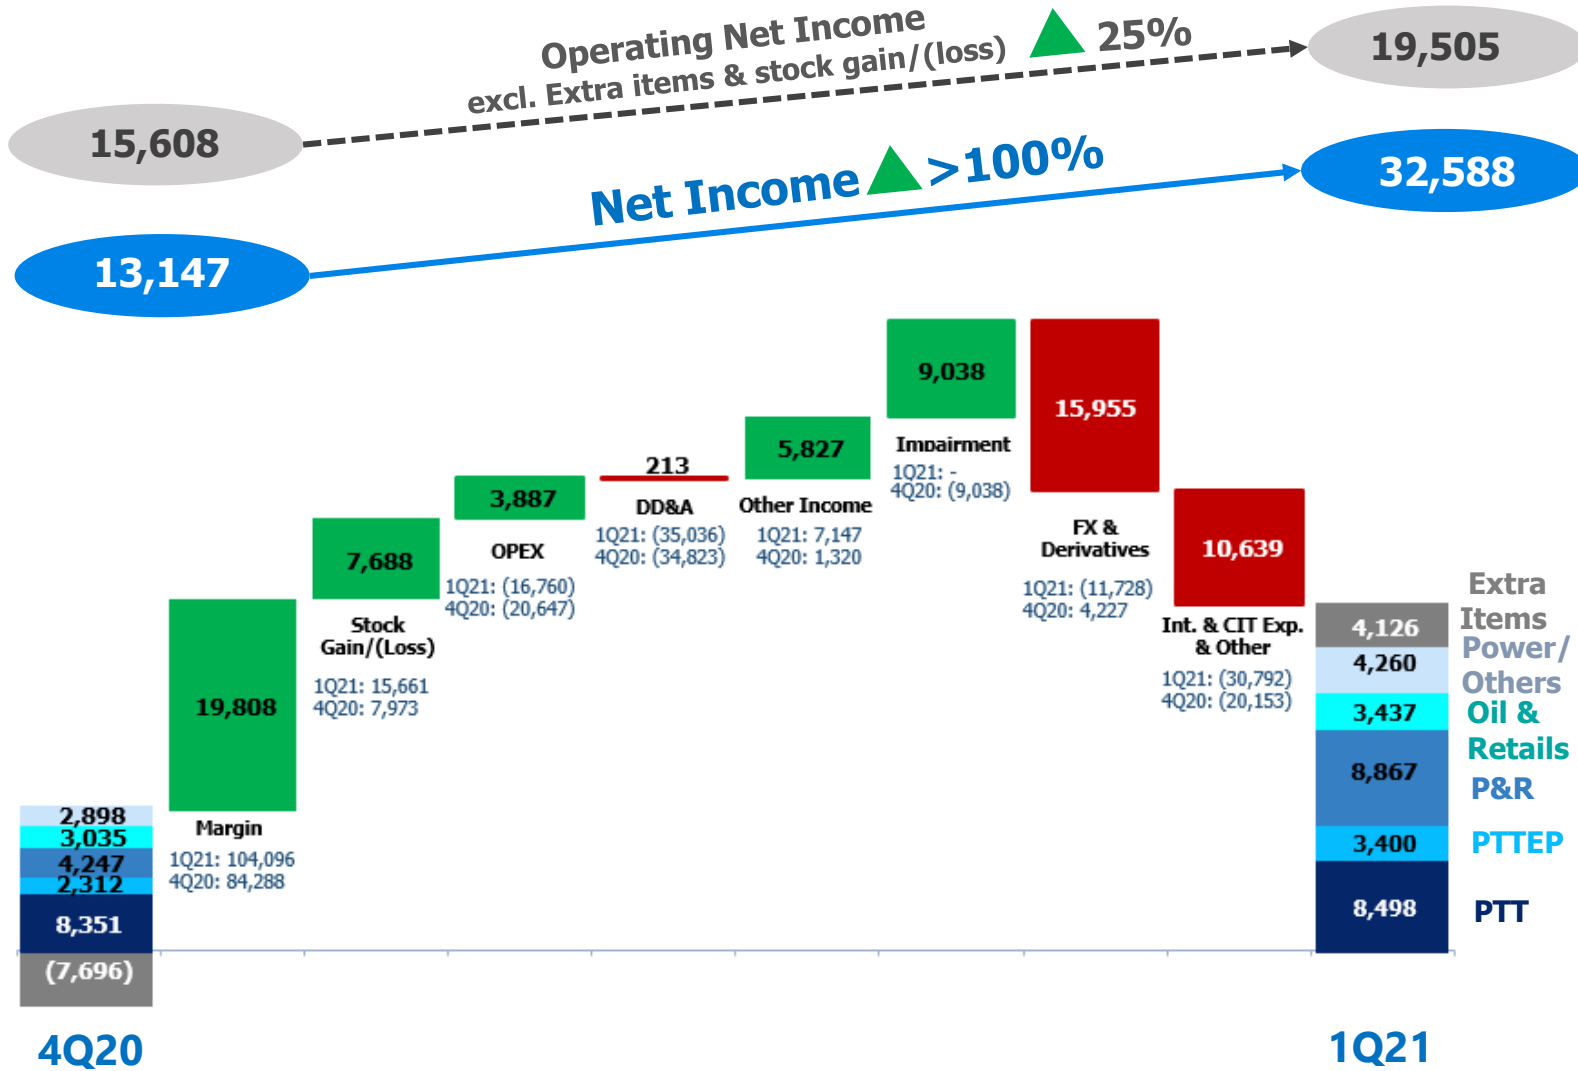 Operating Net Income
excl. Extra items & stock gain/(loss)
25%
19,505
15,608
Net Income
>100%
32,588
13,147
9,038
Impairment
1Q21: -
4Q20: (9,038)
15,955
FX &
Derivatives
1Q21: (11,728)
4Q20: 4,227
5,827
Other Income
1Q21: 7,147
4Q20: 1,320
213
DD&A
1Q21: (35,036)
4Q20: (34,823)
3,887
OPEX
1Q21: (16,760)
4Q20: (20,647)
7,688
Stock
Gain/(Loss)
1Q21: 15,661
4Q20: 7,973
10,639
Int. & CIT Exp.
& Other
1Q21: (30,792)
4Q20: (20,153)
19,808
Margin
1Q21: 104,096
4Q20: 84,288
2,898
3,035
4,247
2,312
8,351
(7,696)
4Q20
4,126
4,260
3,437
8,867
3,400
8,498
1Q21
Extra
Items
Power/
Others
Oil &
Retails
P&R
PTTEP
PTT